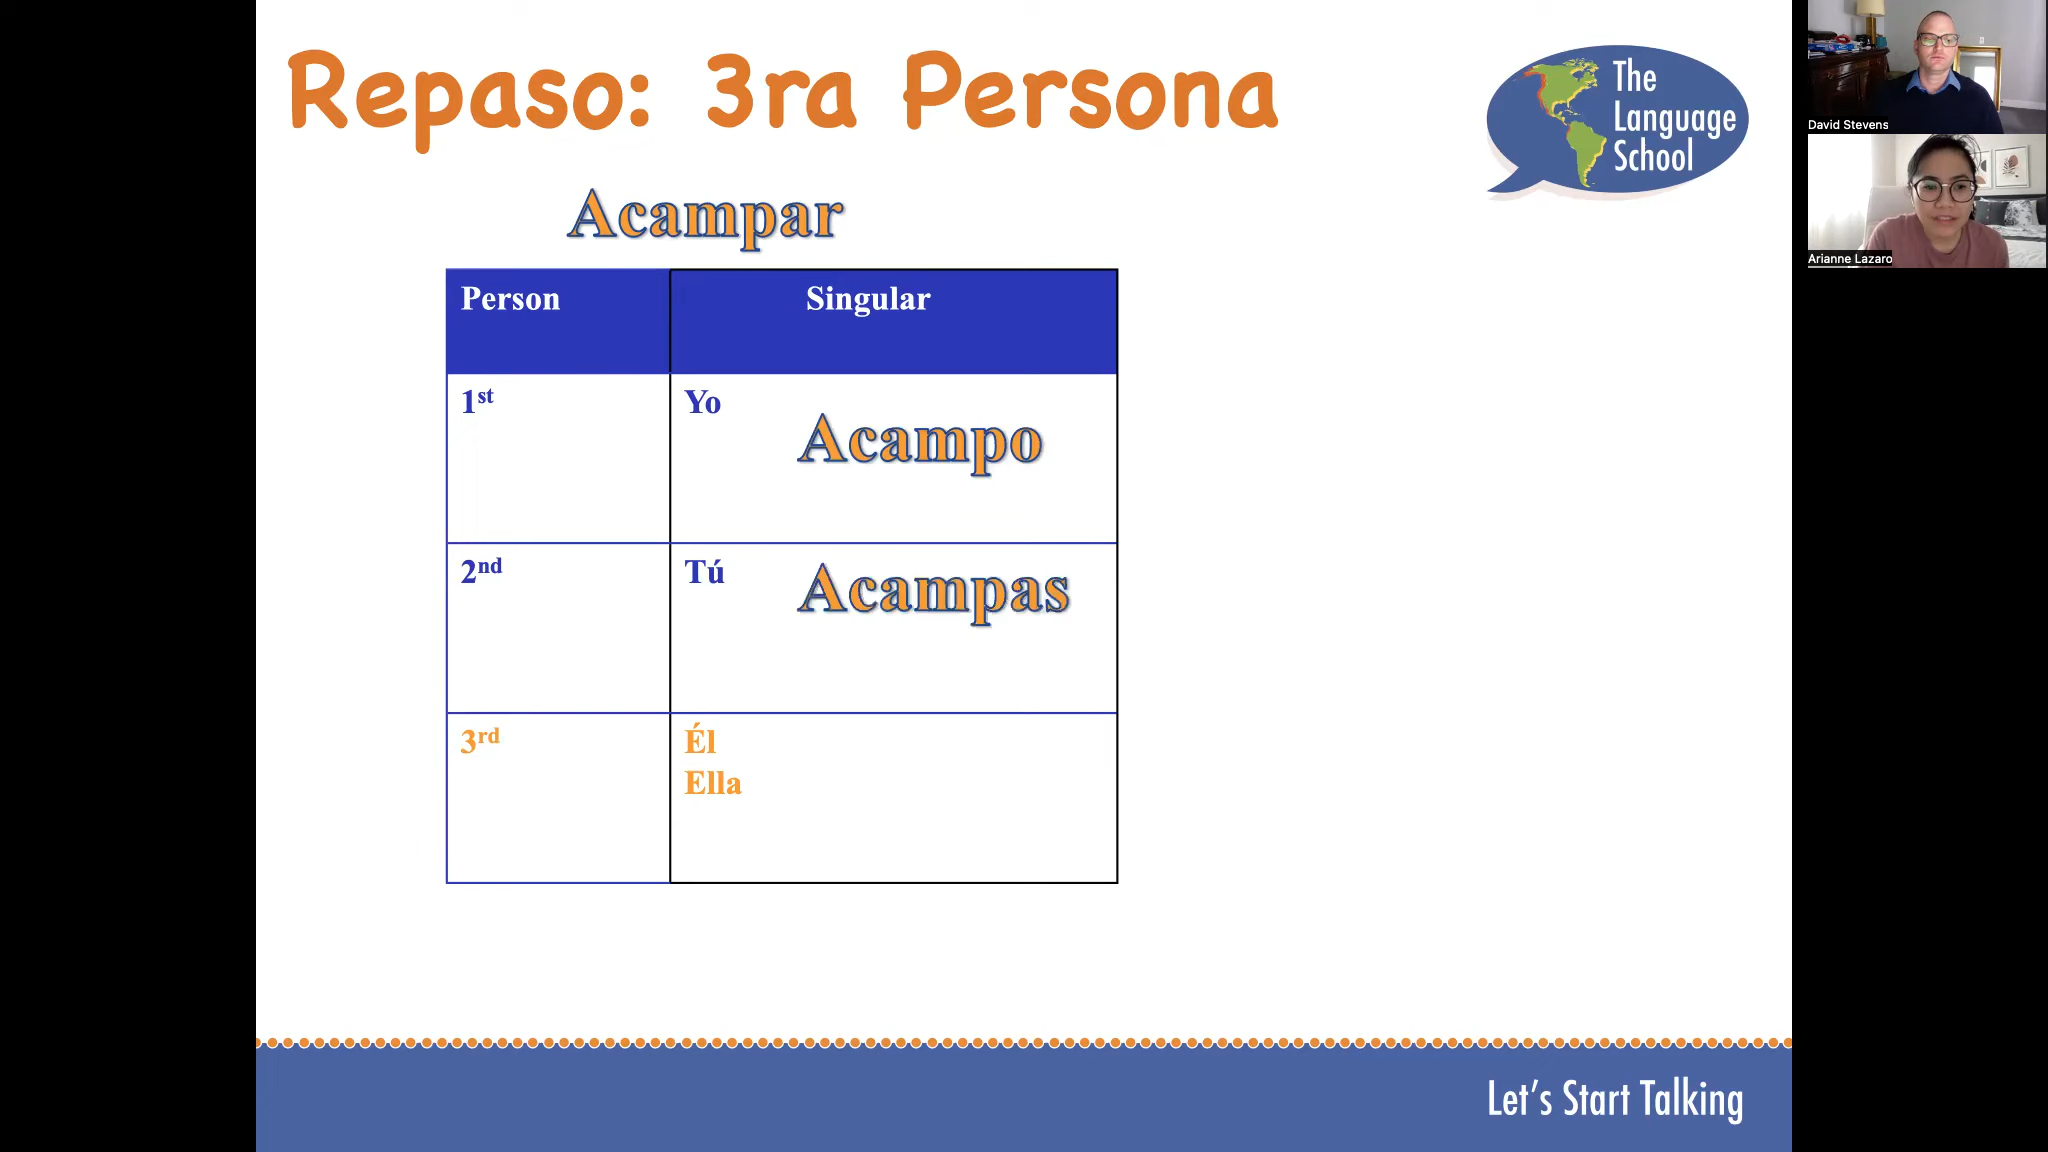 Repaso: 3ra Persona
The
Language
School
Acampar
Person
Singular
1st
Yo
Acampo
2nd
Tú
Acampas
3rd
Él
Ella
Let's Start Talking
David Stevens
Arianne Lazaro